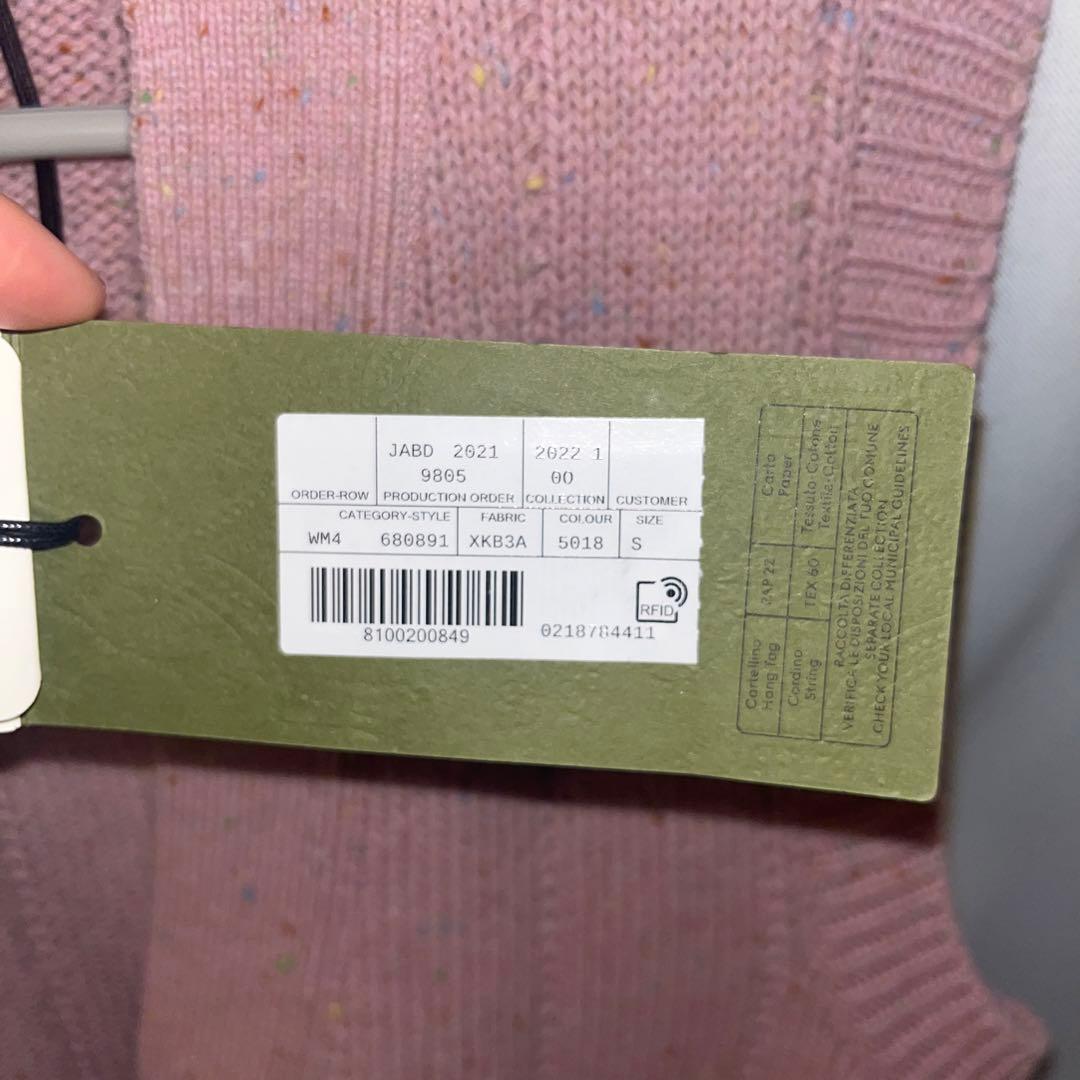 JABD 2021
9805
2022 1
00
ORDER-ROW PRODUCTION ORDER COLLECTION CUSTOMER
CATEGORY-STYLE FABRIC COLOUR SIZE
WM4 680891 XKB3A 5018 S
RFID
8100200849 0218784411
Cartellino
Hang Tag
PAP 22
Carta
Paper
Cordino
String
TEX 60
Tessuto-Cotone
Textile-Cotton
RACCOLTA DIFFERENZIATA
VERIFICA LE DISPOSIZIONI DEL TUO COMUNE
SEPARATE COLLECTION
CHECK YOUR LOCAL MUNICIPAL GUIDELINES